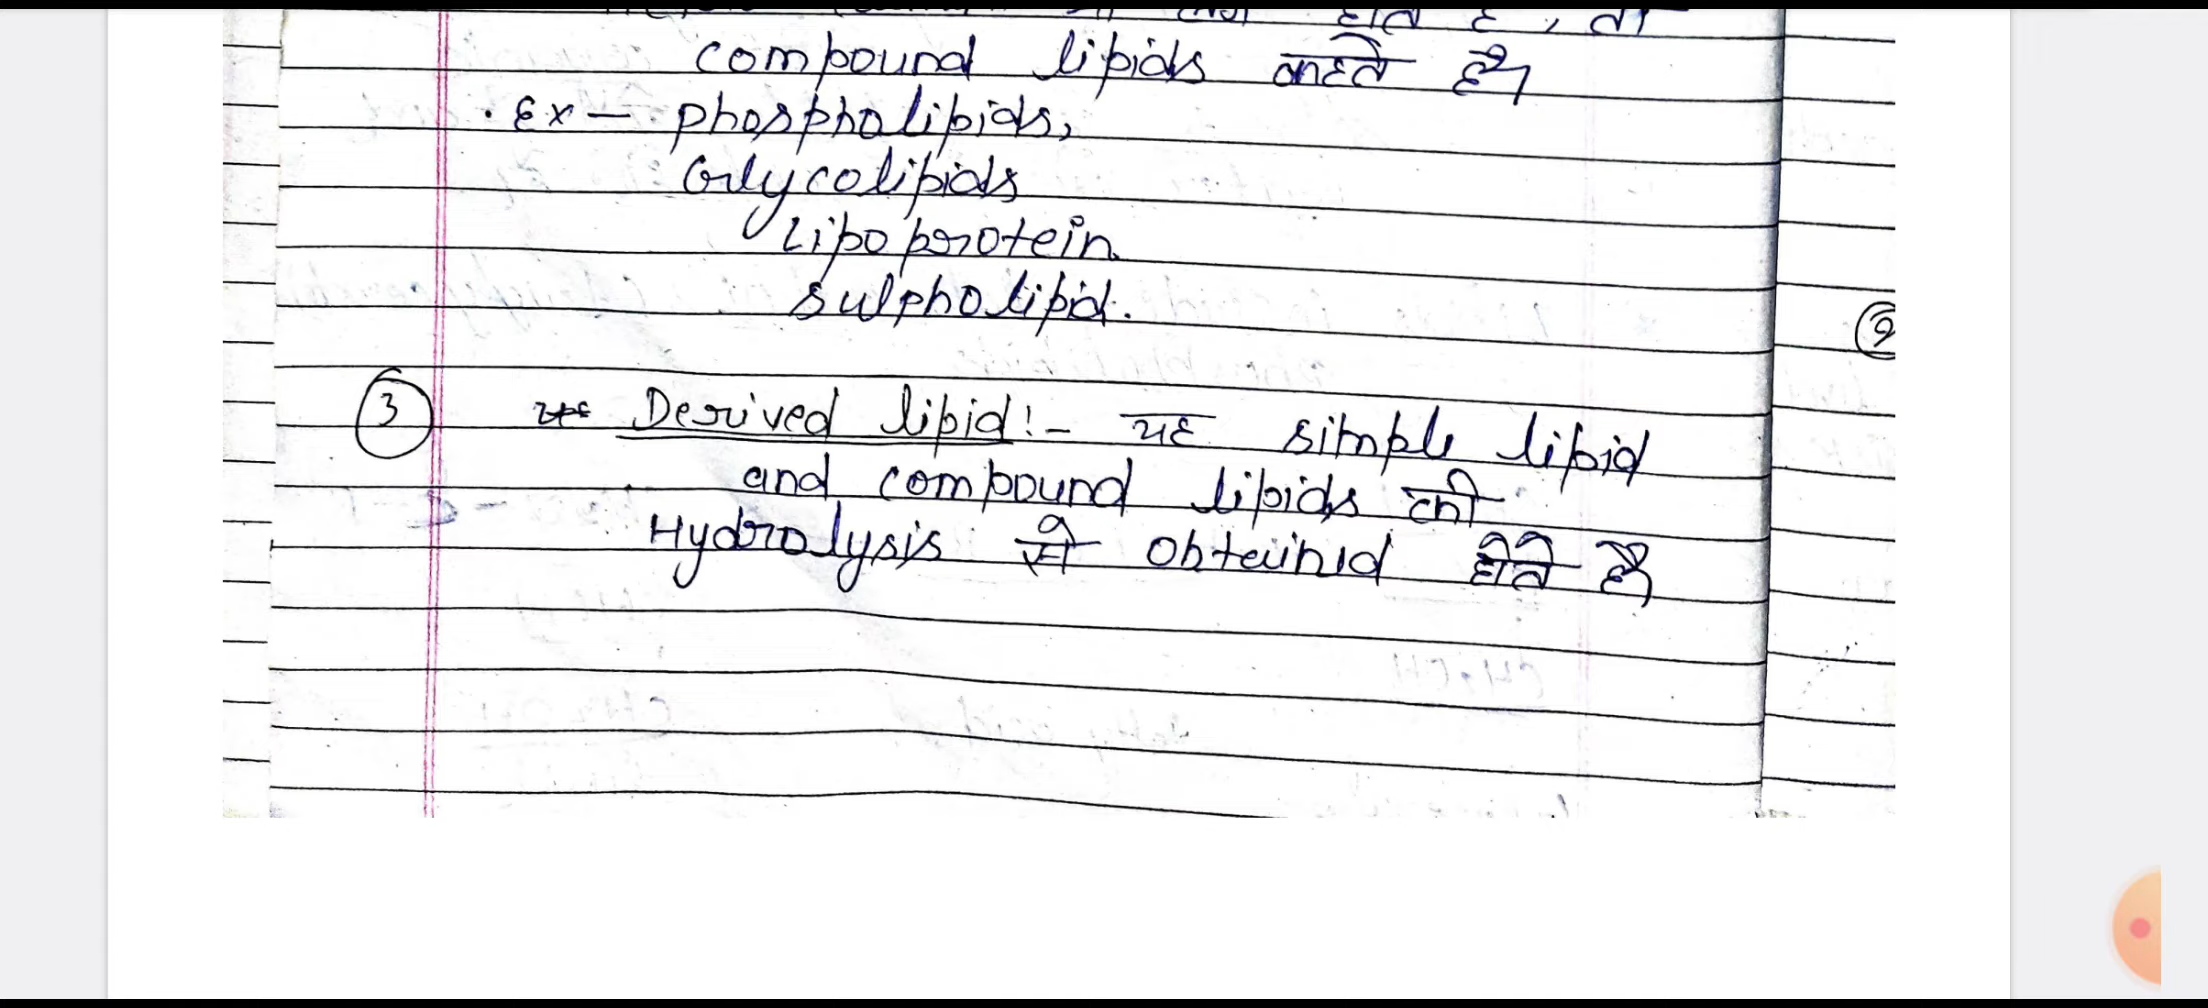 compound lipids कहते है।
. Ex – phospholipids,
Glycolipids
Lipoprotein
sulpholipid.
3 Derived lipid:- यह simple lipid
and compound lipids की
Hydrolysis से obtained होते है।